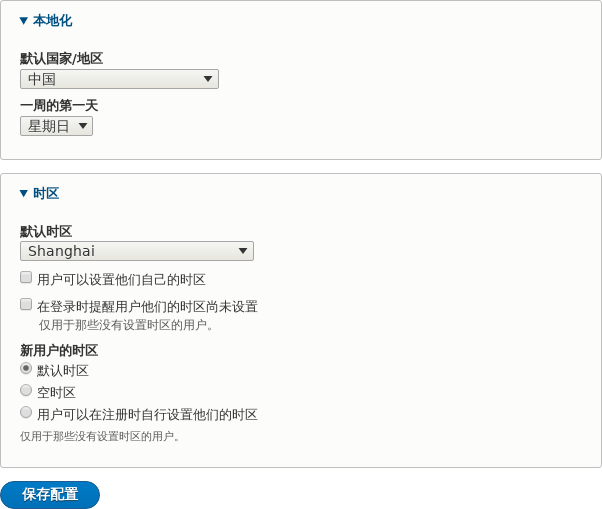 本地化
默认国家/地区
中国
一周的第一天
星期日
时区
默认时区
Shanghai
用户可以设置他们自己的时区
在登录时提醒用户他们的时区尚未设置
仅用于那些没有设置时区的用户。
新用户的时区
默认时区
空时区
用户可以在注册时自行设置他们的时区
仅用于那些没有设置时区的用户。
保存配置